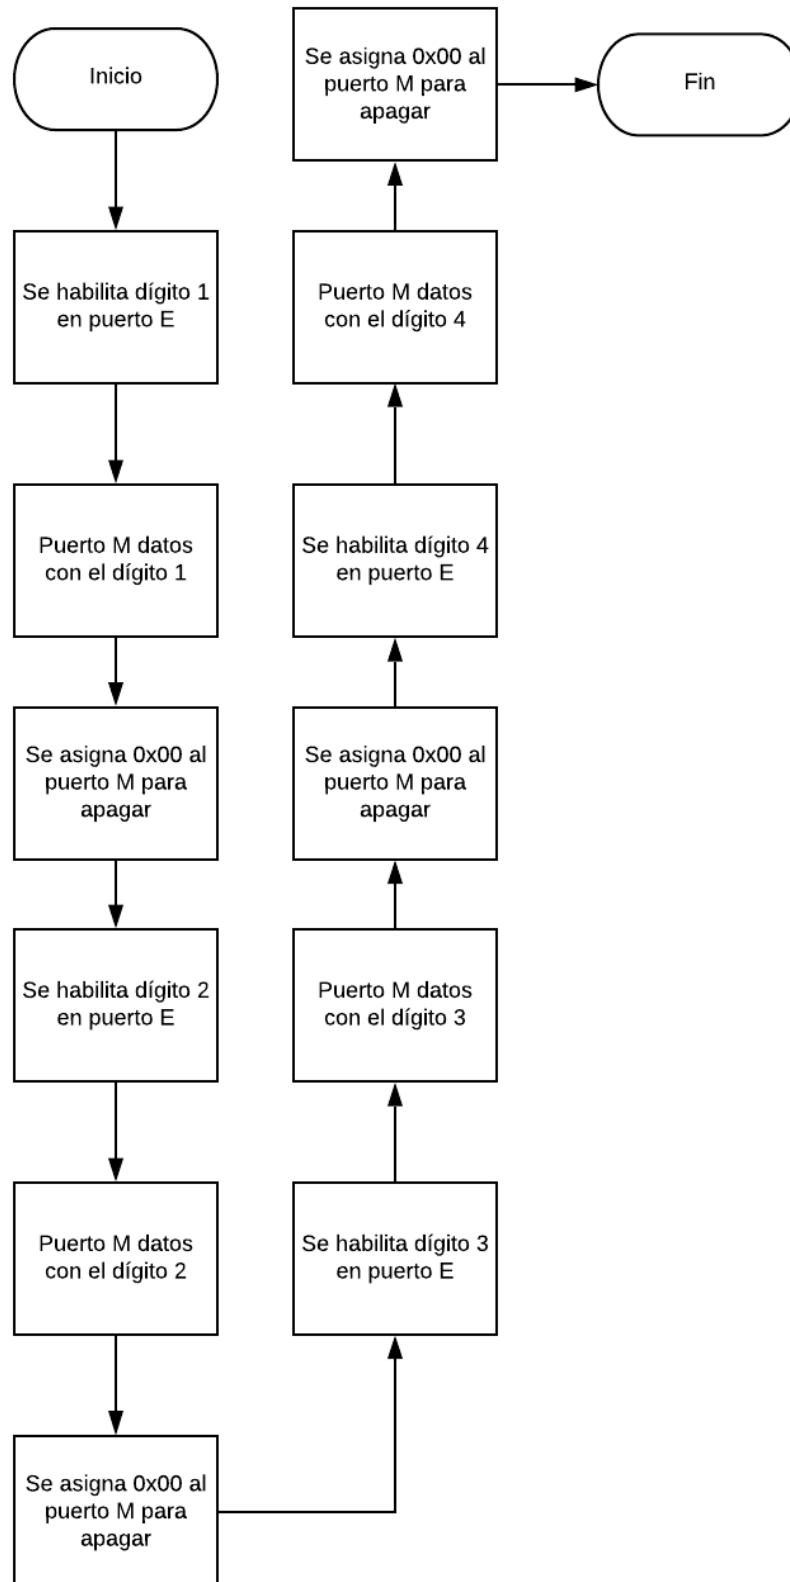 Inicio
Se habilita dígito 1
en puerto E
Puerto M datos
con el dígito 1
Se asigna 0x00 al
puerto M para
apagar
Se habilita dígito 2
en puerto E
Puerto M datos
con el dígito 2
Se asigna 0x00 al
puerto M para
apagar
Se habilita dígito 3
en puerto E
Puerto M datos
con el dígito 3
Se asigna 0x00 al
puerto M para
apagar
Se habilita dígito 4
en puerto E
Puerto M datos
con el dígito 4
Se asigna 0x00 al
puerto M para
apagar
Fin